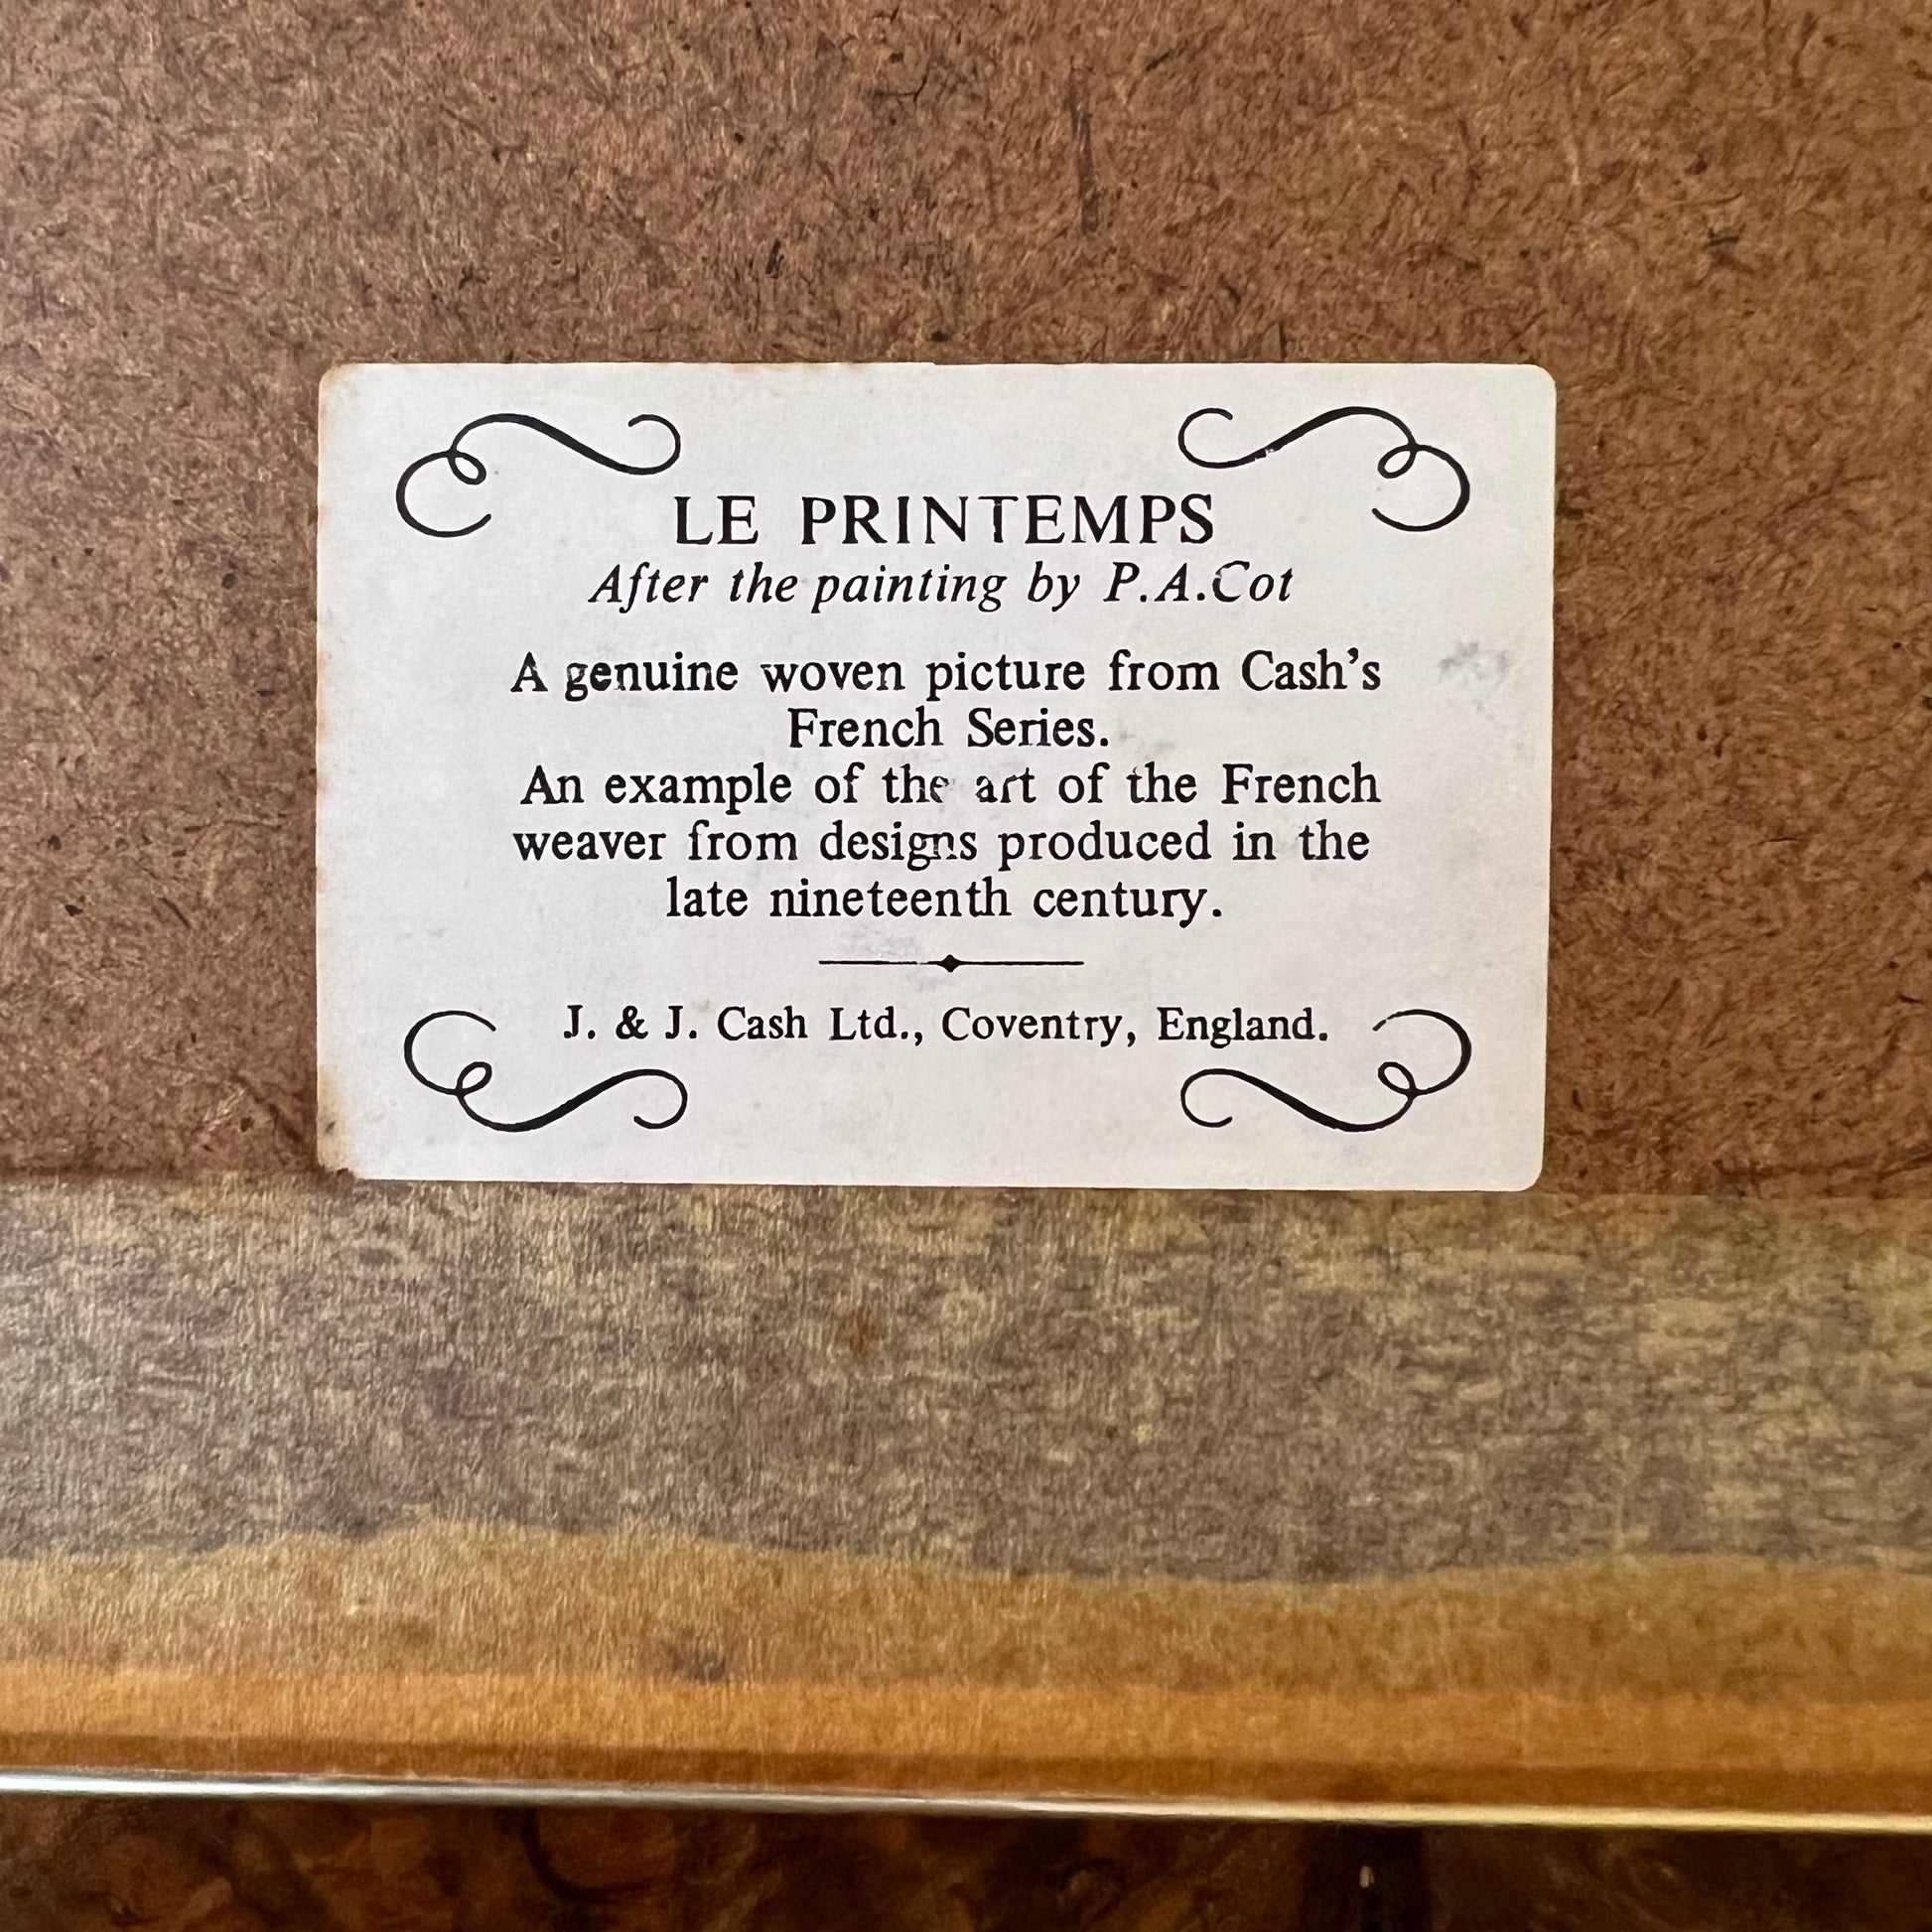 LE PRINTEMPS
After the painting by P.A.Cot
A genuine woven picture from Cash's
French Series.
An example of the art of the French
weaver from designs produced in the
late nineteenth century.
J. & J. Cash Ltd., Coventry, England.